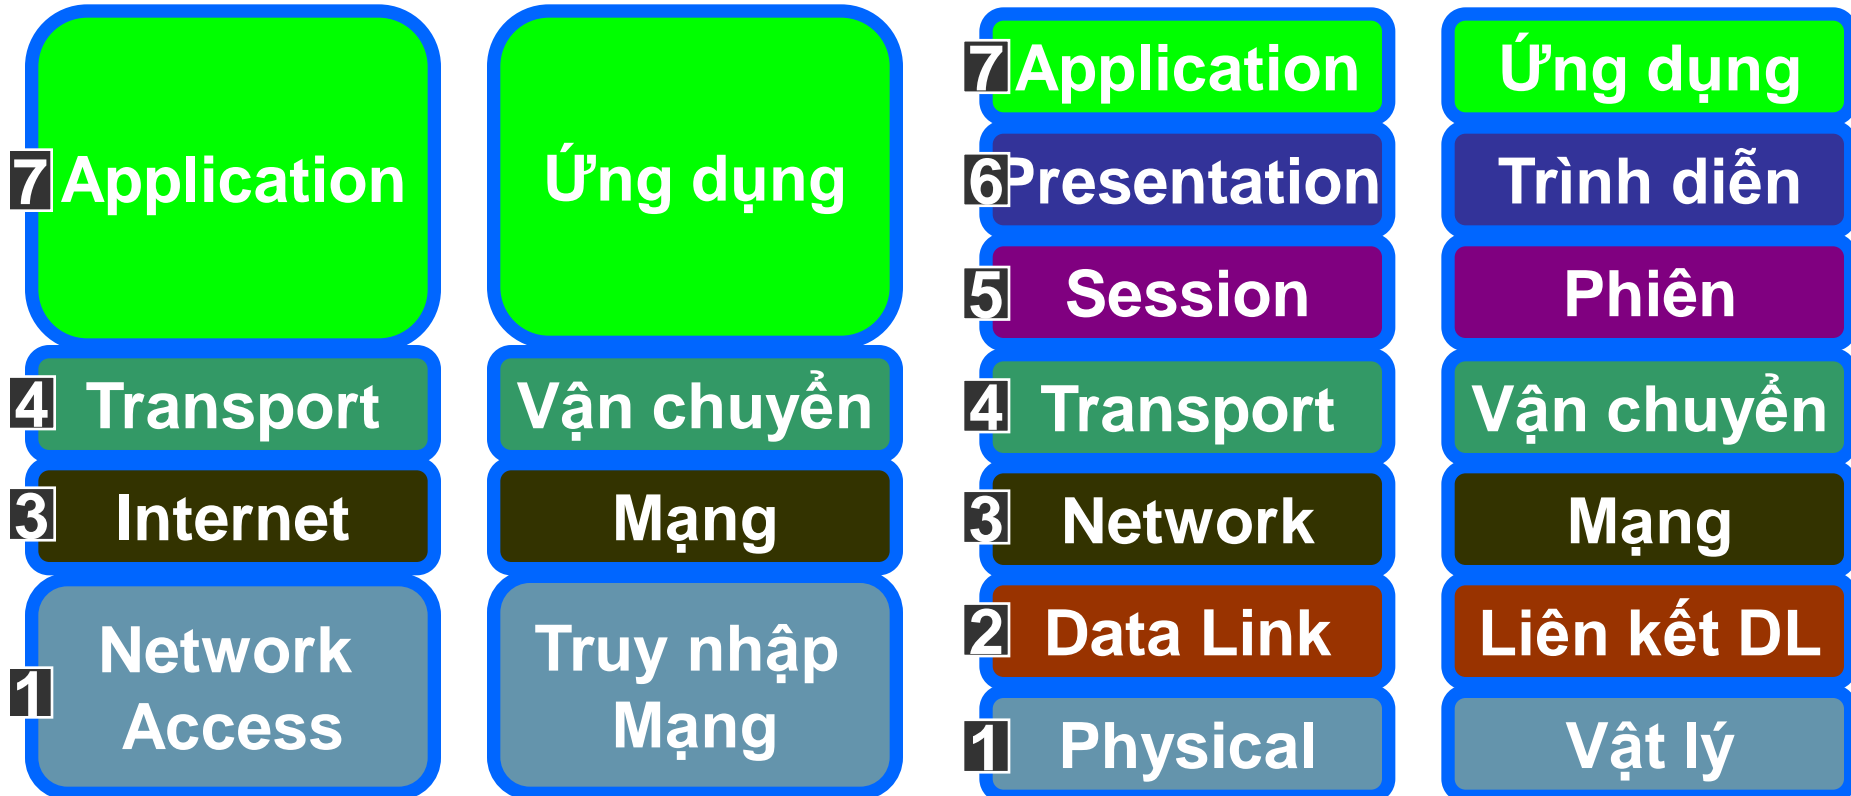 7 Application
Ứng dụng
4 Transport
Vận chuyển
3 Internet
Mạng
1 Network
Access
Truy nhập
Mạng
7 Application
Ứng dụng
6 Presentation
Trình diễn
5 Session
Phiên
4 Transport
Vận chuyển
3 Network
Mạng
2 Data Link
Liên kết DL
1 Physical
Vật lý